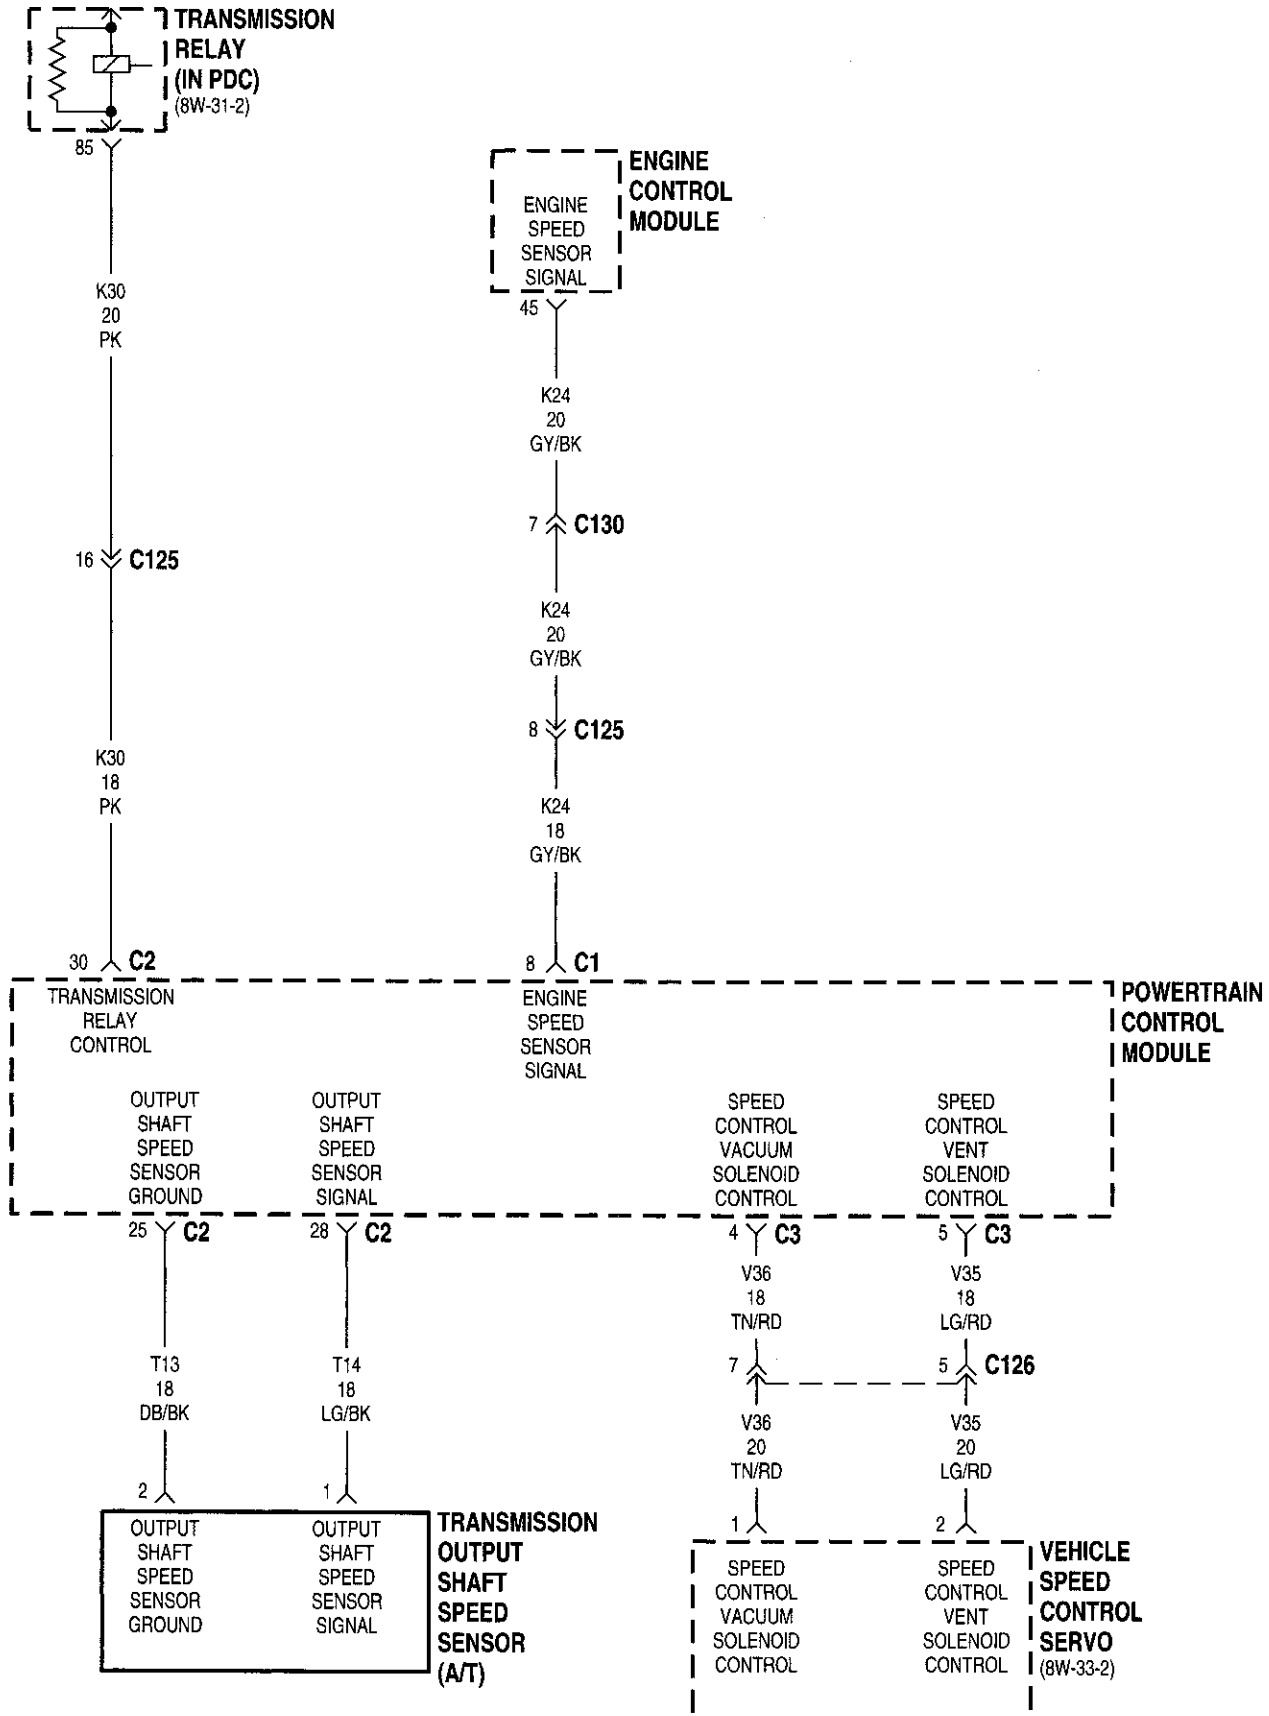 TRANSMISSION
RELAY
(IN PDC)
(8W-31-2)
85
K30
20
PK
16 C125
K30
18
PK
30 C2
ENGINE
CONTROL
MODULE
ENGINE
SPEED
SENSOR
SIGNAL
45
K24
20
GY/BK
7 C130
K24
20
GY/BK
8 C125
K24
18
GY/BK
8 C1
POWERTRAIN
CONTROL
MODULE
TRANSMISSION
RELAY
CONTROL
ENGINE
SPEED
SENSOR
SIGNAL
OUTPUT
SHAFT
SPEED
SENSOR
GROUND
OUTPUT
SHAFT
SPEED
SENSOR
SIGNAL
SPEED
CONTROL
VACUUM
SOLENOID
CONTROL
SPEED
CONTROL
VENT
SOLENOID
CONTROL
25 C2
T13
18
DB/BK
2
28 C2
T14
18
LG/BK
1
4 C3
V36
18
TN/RD
7
V36
20
TN/RD
1
5 C3
V35
18
LG/RD
5 C126
V35
20
LG/RD
2
OUTPUT
SHAFT
SPEED
SENSOR
GROUND
OUTPUT
SHAFT
SPEED
SENSOR
SIGNAL
TRANSMISSION
OUTPUT
SHAFT
SPEED
SENSOR
(A/T)
SPEED
CONTROL
VACUUM
SOLENOID
CONTROL
SPEED
CONTROL
VENT
SOLENOID
CONTROL
VEHICLE
SPEED
CONTROL
SERVO
(8W-33-2)